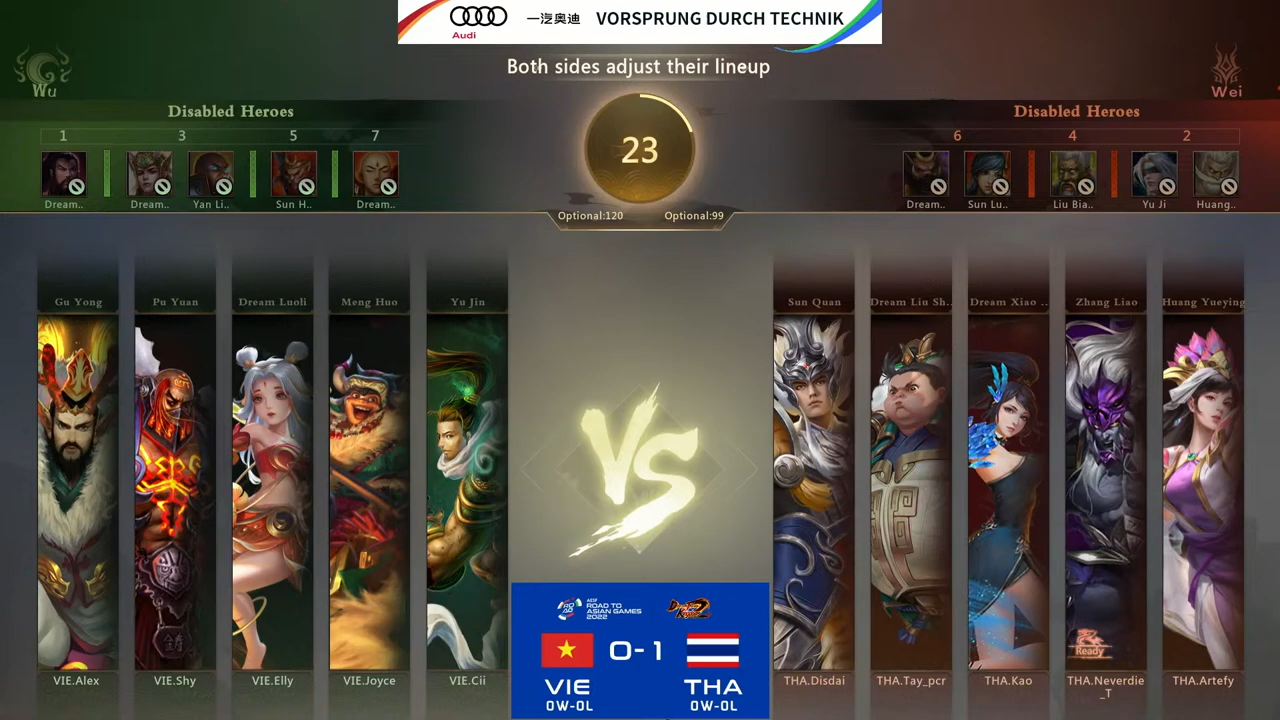 Audi
一汽奥迪
VORSPRUNG DURCH TECHNIK
Both sides adjust their lineup
Wu
Wei
Disabled Heroes
Disabled Heroes
1 3 5 7
6 4 2
23
Dream.. Dream.. Yan Li.. Sun H.. Dream..
Dream.. Sun Lu.. Liu Bia.. Yu Ji Huang..
Optional:120 Optional:99
Gu Yong Pu Yuan Dream Luoli Meng Huo Yu Jin
Sun Quan Dream Liu Sh.. Dream Xiao .. Zhang Liao Huang Yueying
VS
AESF
ROAD TO
ASIAN GAMES
2022
0-1
Ready
VIE.Alex VIE.Shy VIE.Elly VIE.Joyce VIE.Cii
THA.Disdai THA.Tay_pcr THA.Kao THA.Neverdie
_T THA.Artefy
VIE THA
0W-0L 0W-0L